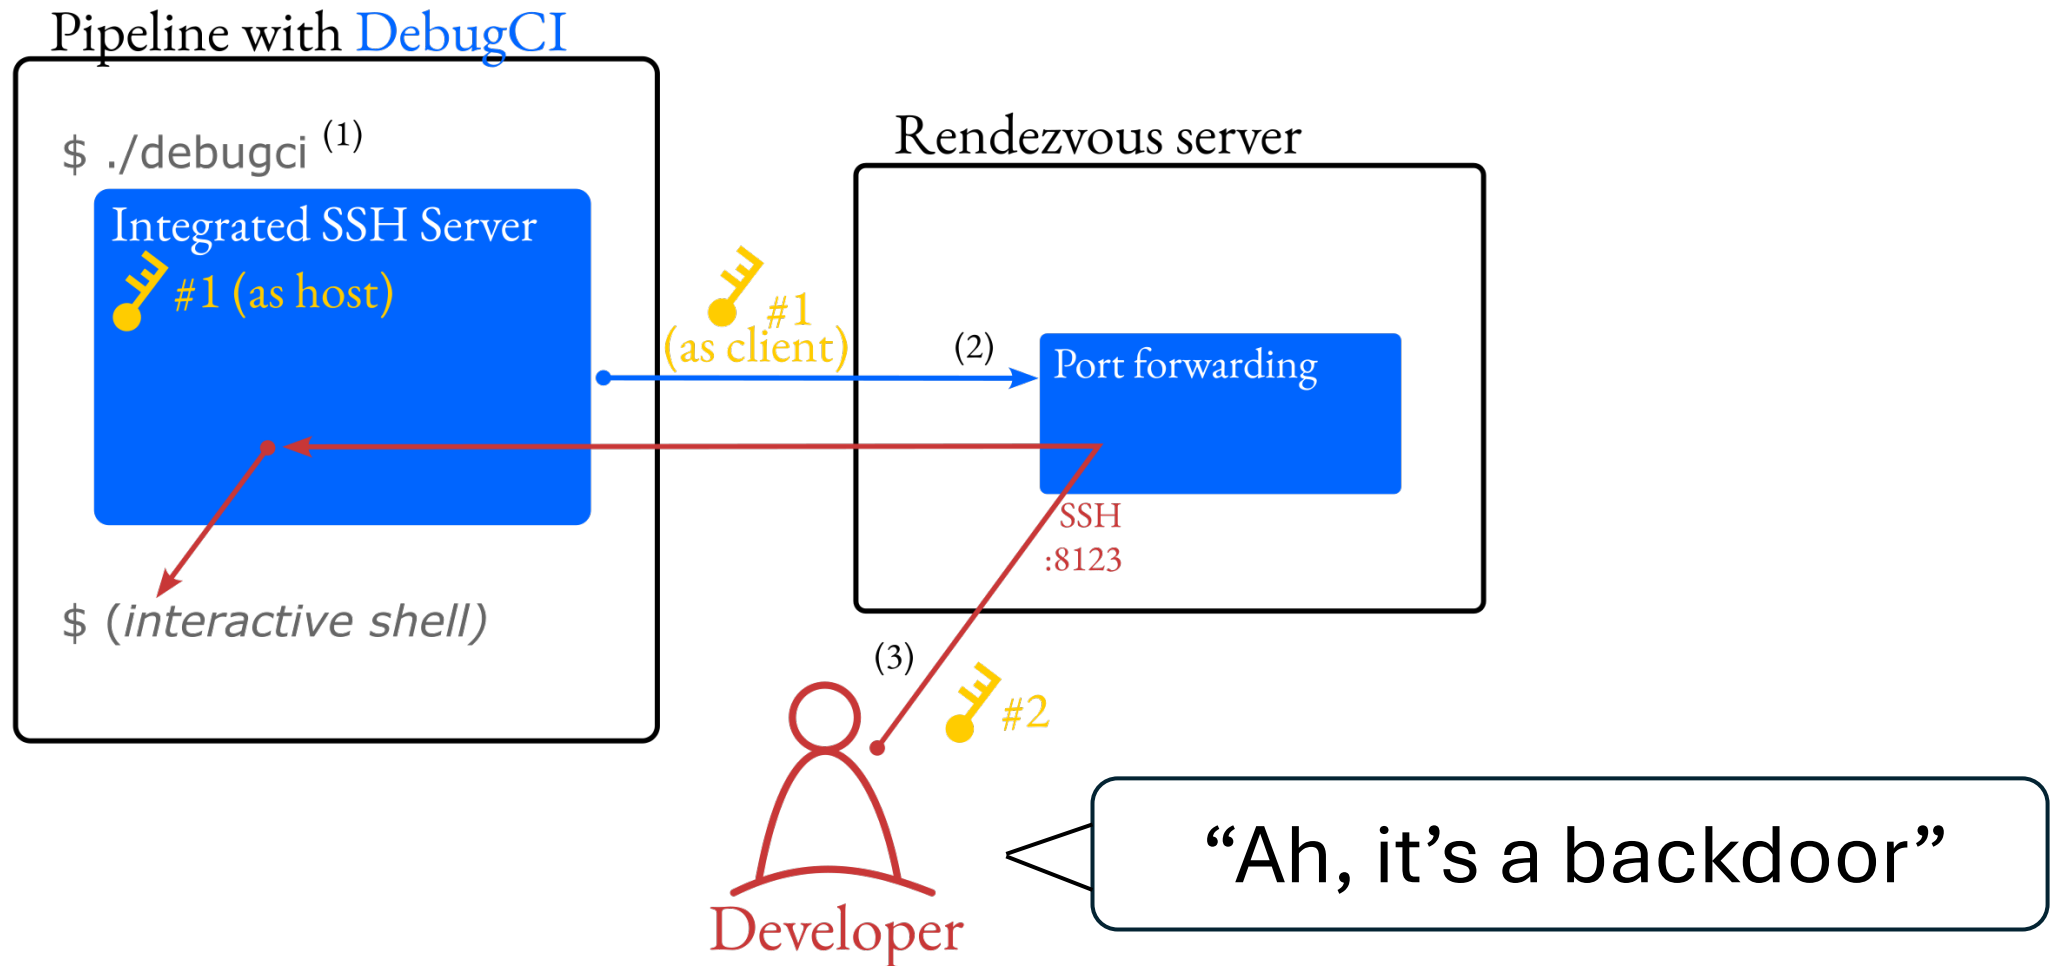 Pipeline with DebugCI
$ ./debugci (1)
Integrated SSH Server
#1 (as host)
$ (interactive shell)
#1
(as client)
Rendezvous server
(2)
Port forwarding
SSH
:8123
(3)
#2
Developer
“Ah, it’s a backdoor”